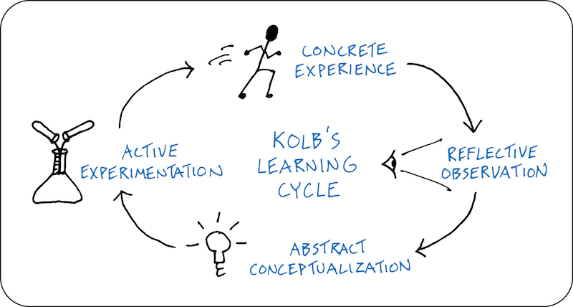 CONCRETE
EXPERIENCE
KOLB'S
LEARNING
CYCLE
REFLECTIVE
OBSERVATION
ACTIVE
EXPERIMENTATION
ABSTRACT
CONCEPTUALIZATION